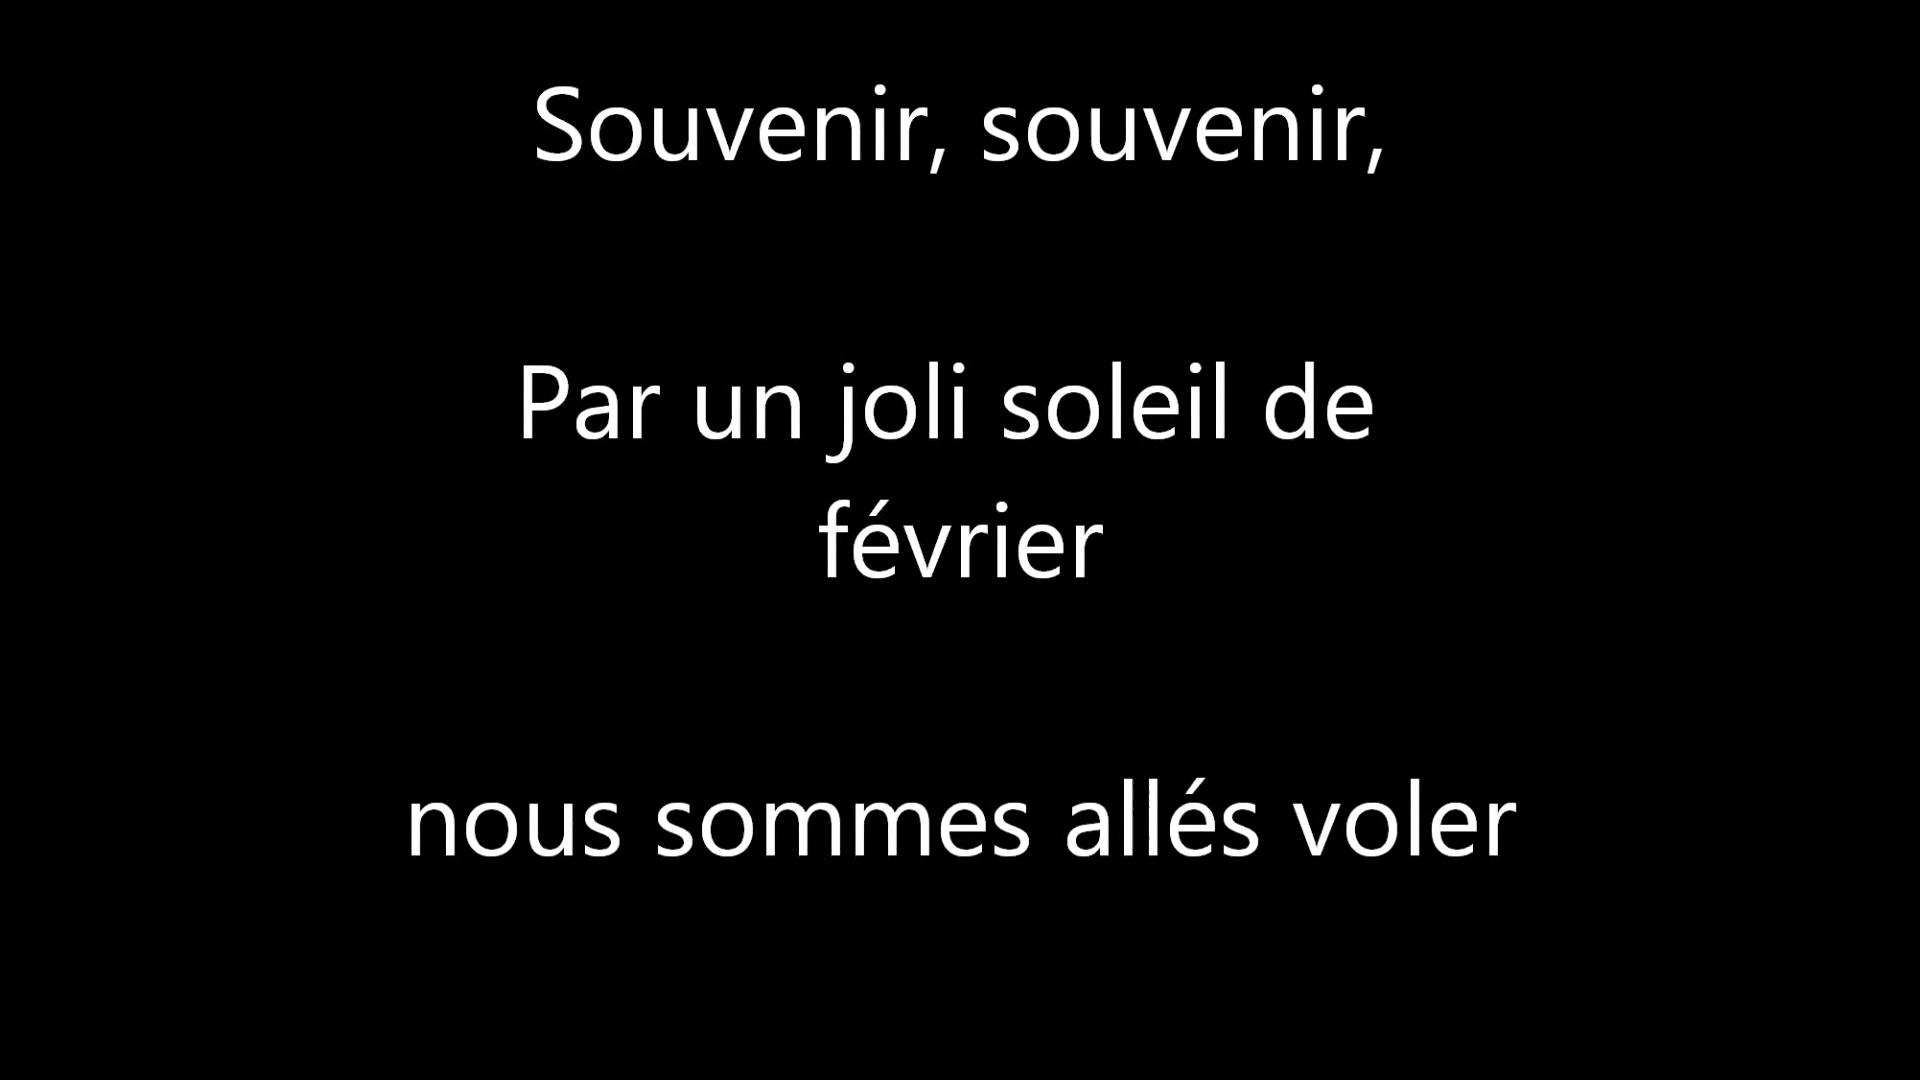 Souvenir, souvenir,
Par un joli soleil de
février
nous sommes allés voler